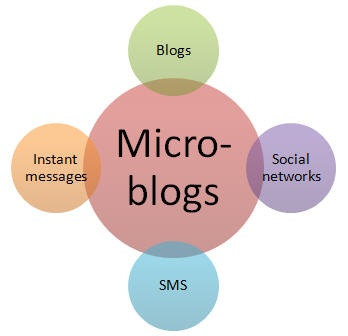 Blogs
Micro-
blogs
Instant
messages
Social
networks
SMS